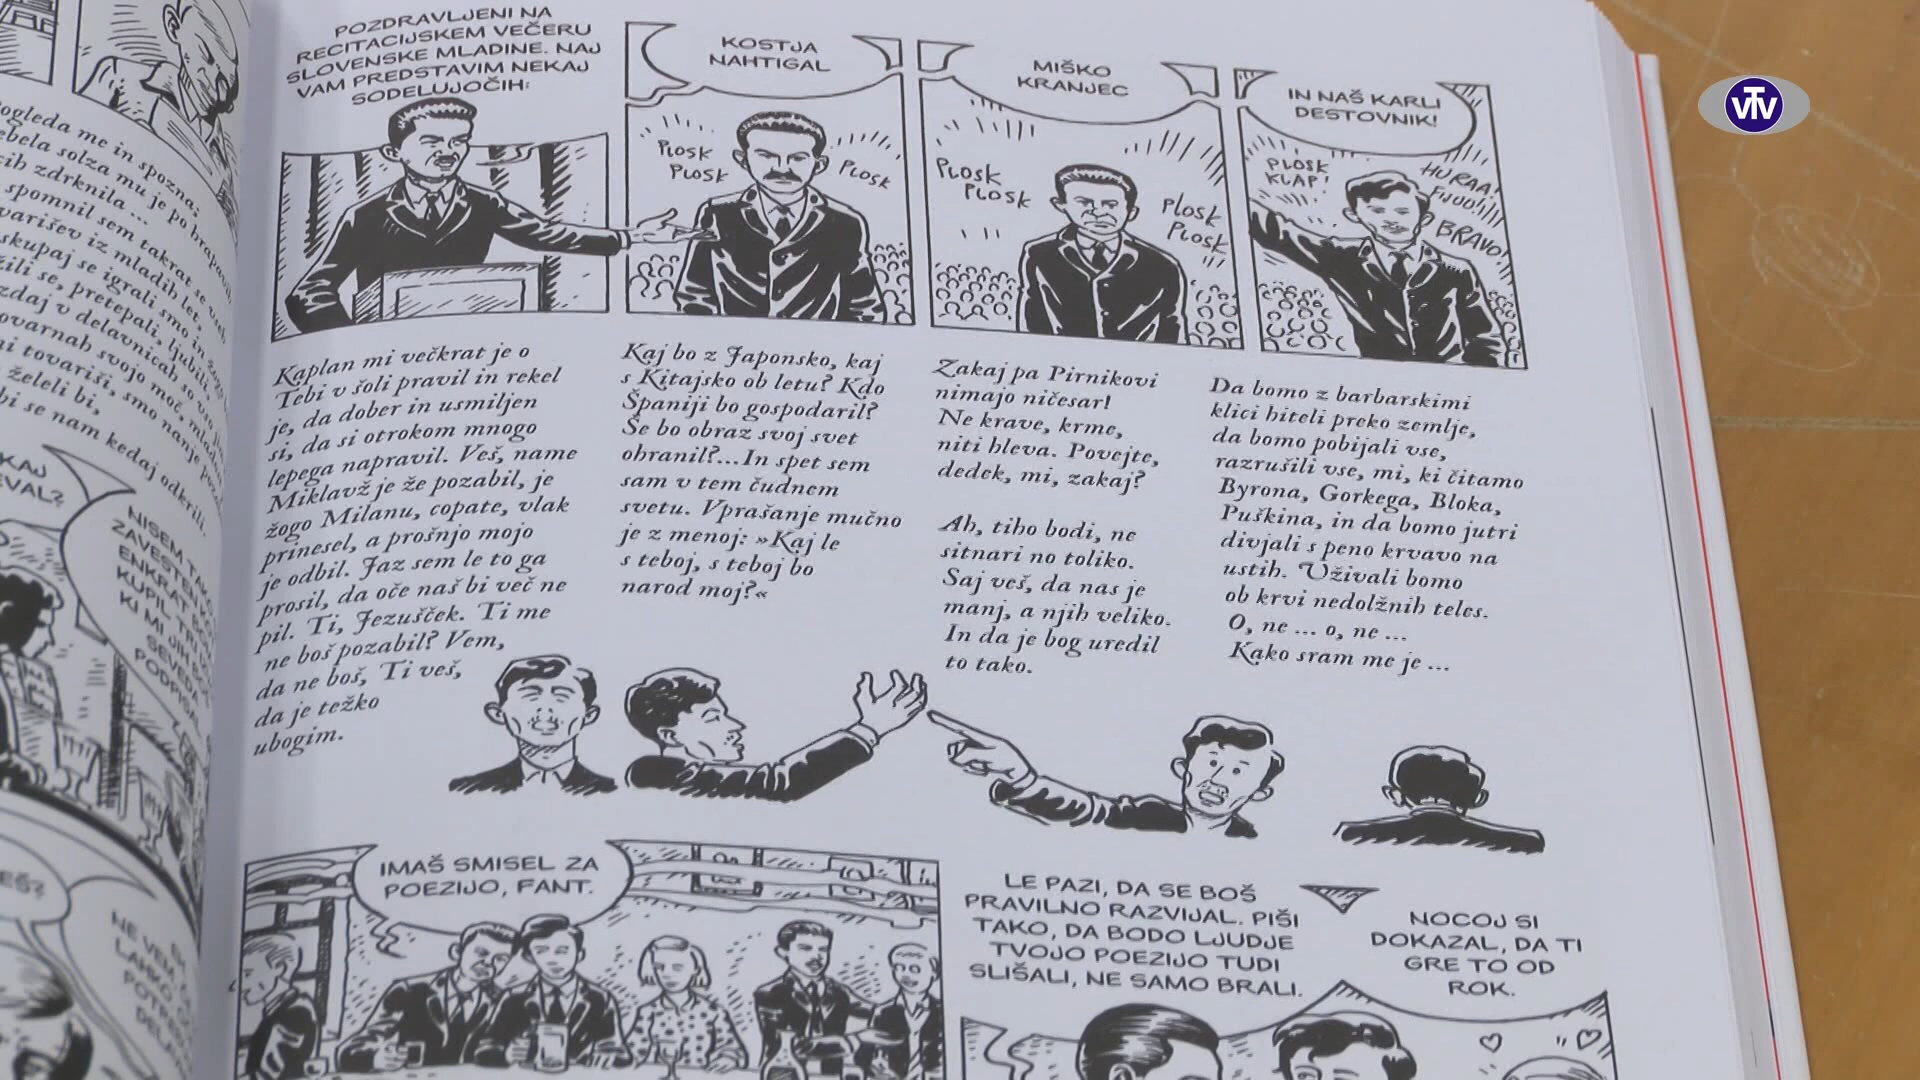 POZDRAVLJENI NA
RECITACIJSKEM VEČERU
SLOVENSKE MLADINE. NAJ
VAM PREDSTAVIM NEKAJ
SODELUJOČIH:
KOSTJA
NAHTIGAL
MIŠKO
KRANJEC
IN NAŠ KARLI
DESTOVNIK!
PLOSK
PLOSK
PLOSK
PLOSK
PLOSK
PLOSK
PLOSK
PLOSK
KLAP!
HURAA!
FIJUO!
BRAVO!
VTV
Kaplan mi večkrat je o
Tebi v šoli pravil in rekel
je, da dober in usmiljen
si, da si otrokom mnogo
lepega napravil. Veš, name
Miklavž je že pozabil, je
žogo Milanu, copate, vlak
prinesel, a prošnjo mojo
je odbil. Jaz sem le to ga
prosil, da oče naš bi več ne
pil. Ti, Jezušček. Ti me
ne boš pozabil? Vem,
da ne boš, Ti veš,
da je težko
ubogim.
Kaj bo z Japonsko, kaj
s Kitajsko ob letu? Kdo
Španiji bo gospodaril?
Še bo obraz svoj svet
ohranil?...In spet sem
sam v tem čudnem
svetu. Vprašanje mučno
je z menoj: »Kaj le
s teboj, s teboj bo
narod moj?«
Zakaj pa Pirnikovi
nimajo ničesar!
Ne krave, krme,
niti hleva. Povejte,
dedek, mi, zakaj?
Ah, tiho bodi, ne
sitnari no toliko.
Saj veš, da nas je
manj, a njih veliko.
In da je bog uredil
to tako.
Da bomo z barbarskimi
klici hiteli preko zemlje,
da bomo pobijali vse,
razrušili vse, mi, ki čitamo
Byrona, Gorkega, Bloka,
Puškina, in da bomo jutri
divjali s peno krvavo na
ustih. Uživali bomo
ob krvi nedolžnih teles.
O, ne ... o, ne ...
Kako sram me je ...
IMAŠ SMISEL ZA
POEZIJO, FANT.
LE PAZI, DA SE BOŠ
PRAVILNO RAZVIJAL. PIŠI
TAKO, DA BODO LJUDJE
TVOJO POEZIJO TUDI
SLIŠALI, NE SAMO BRALI.
NOCOJ SI
DOKAZAL, DA TI
GRE TO OD
ROK.